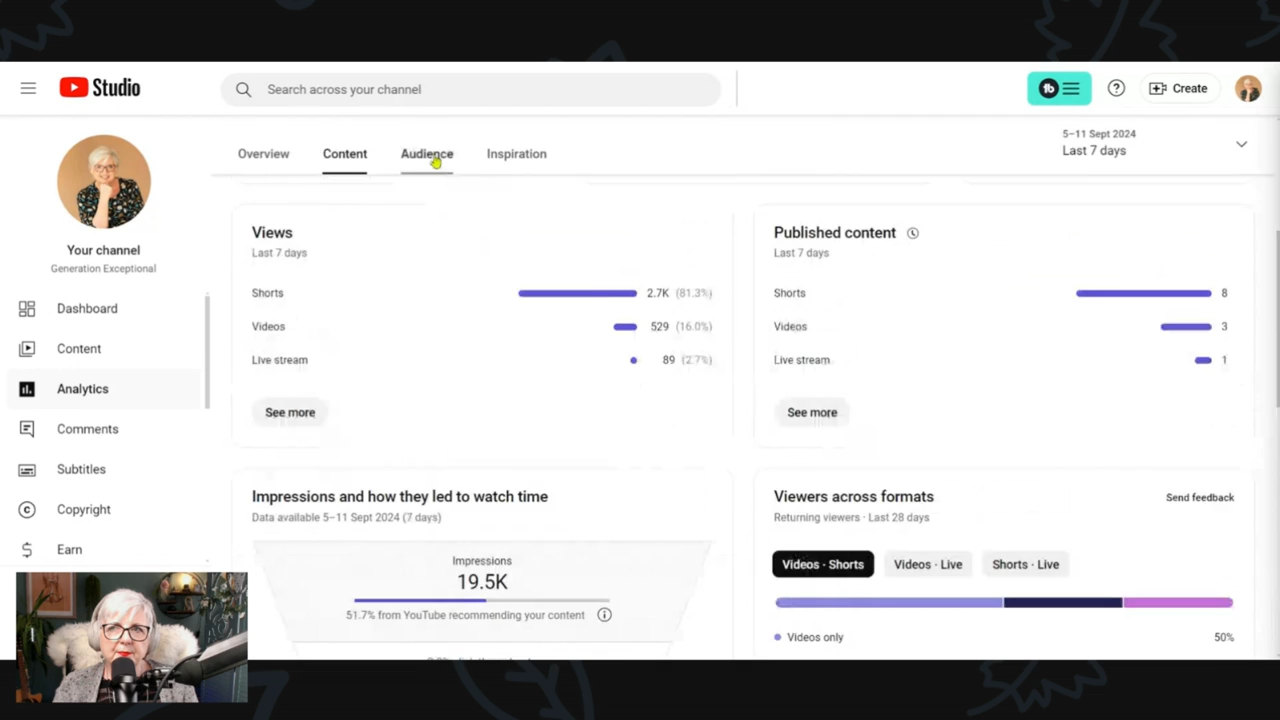 Studio
Search across your channel
tb
Create
Overview
Content
Audience
Inspiration
5–11 Sept 2024
Last 7 days
Your channel
Generation Exceptional
Dashboard
Content
Analytics
Comments
Subtitles
Copyright
Earn
Views
Last 7 days
Shorts 2.7K (81.3%)
Videos 529 (16.0%)
Live stream 89 (2.7%)
See more
Published content
Last 7 days
Shorts 8
Videos 3
Live stream 1
See more
Impressions and how they led to watch time
Data available 5–11 Sept 2024 (7 days)
Impressions
19.5K
51.7% from YouTube recommending your content
Viewers across formats
Send feedback
Returning viewers · Last 28 days
Videos · Shorts
Videos · Live
Shorts · Live
Videos only 50%